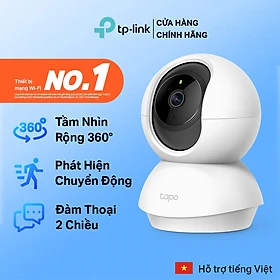 tp-link
CỬA HÀNG
CHÍNH HÃNG
Thiết bị
mạng Wi-Fi
NO.1
360°
Tầm Nhìn
Rộng 360°
Phát Hiện
Chuyển Động
Đàm Thoại
2 Chiều
tapo
Hỗ trợ tiếng Việt